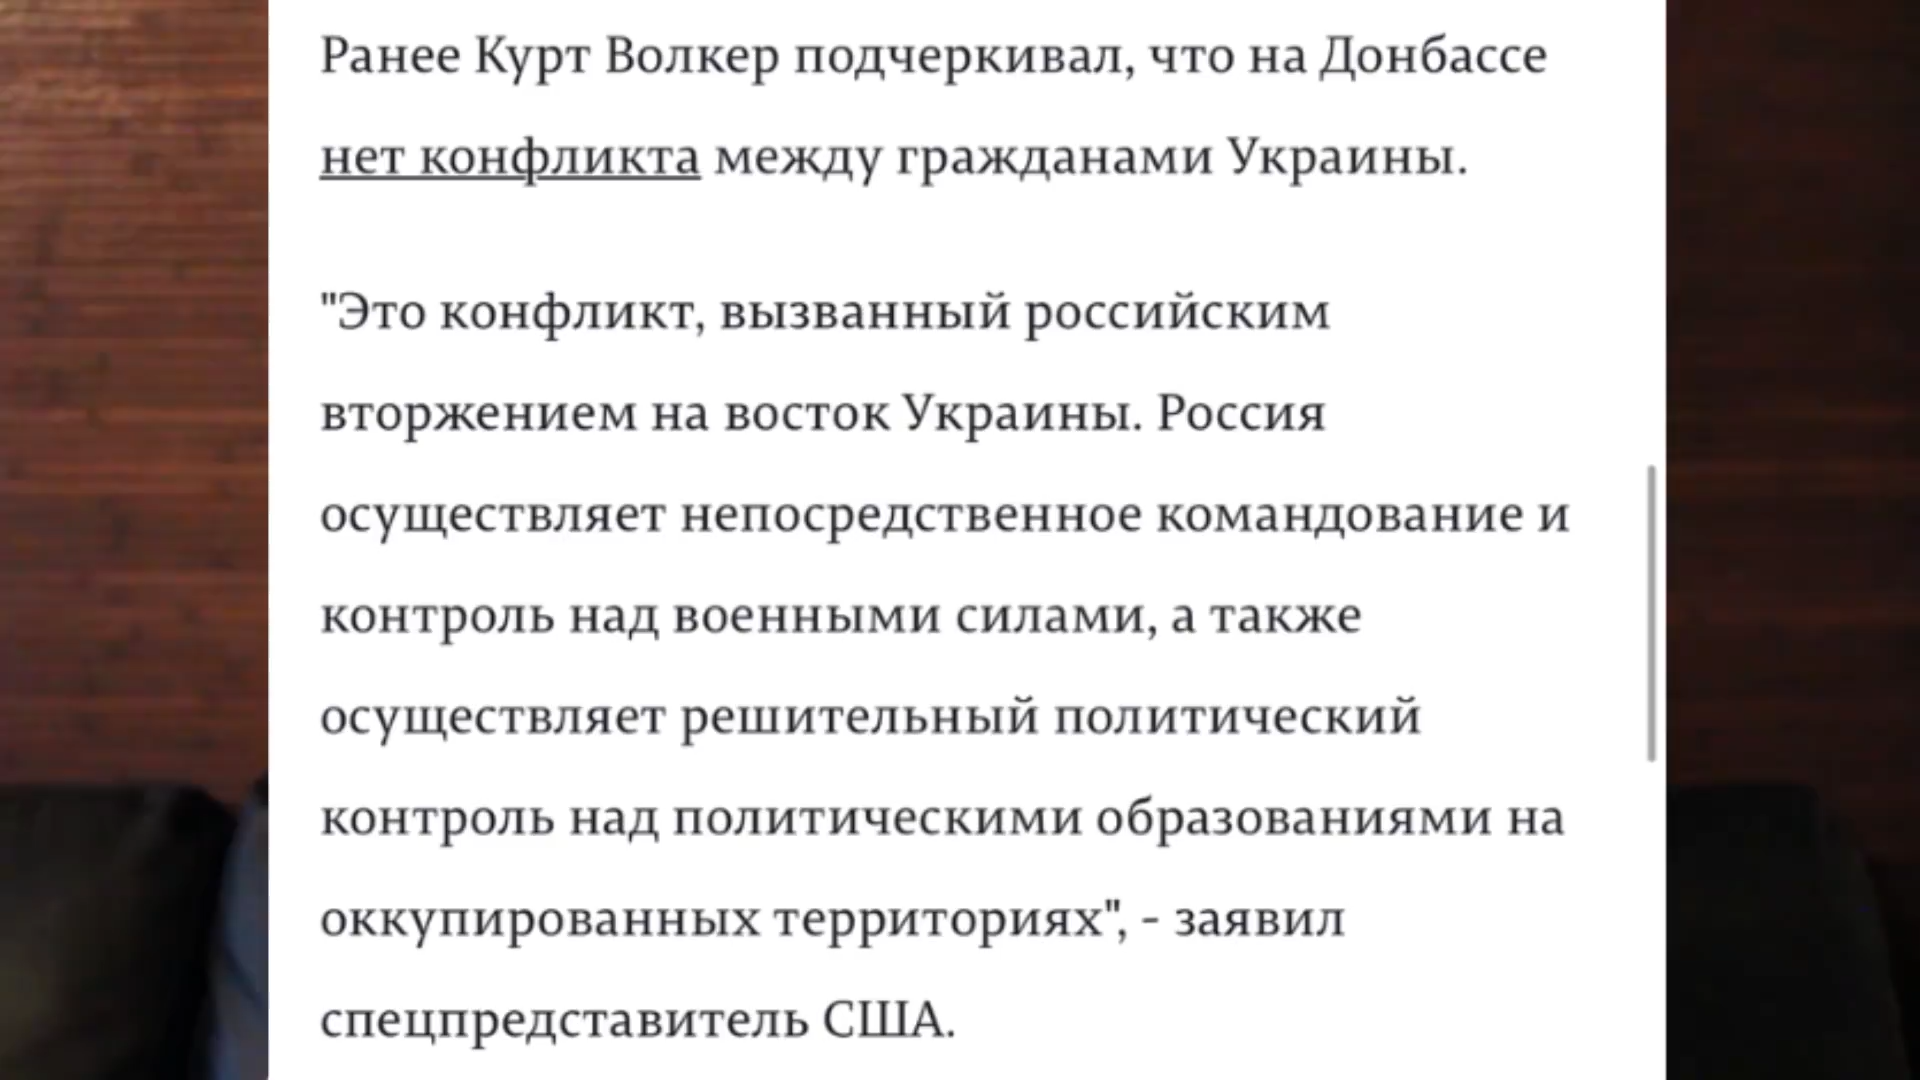 Ранее Курт Волкер подчеркивал, что на Донбассе
нет конфликта между гражданами Украины.
"Это конфликт, вызванный российским
вторжением на восток Украины. Россия
осуществляет непосредственное командование и
контроль над военными силами, а также
осуществляет решительный политический
контроль над политическими образованиями на
оккупированных территориях", - заявил
спецпредставитель США.